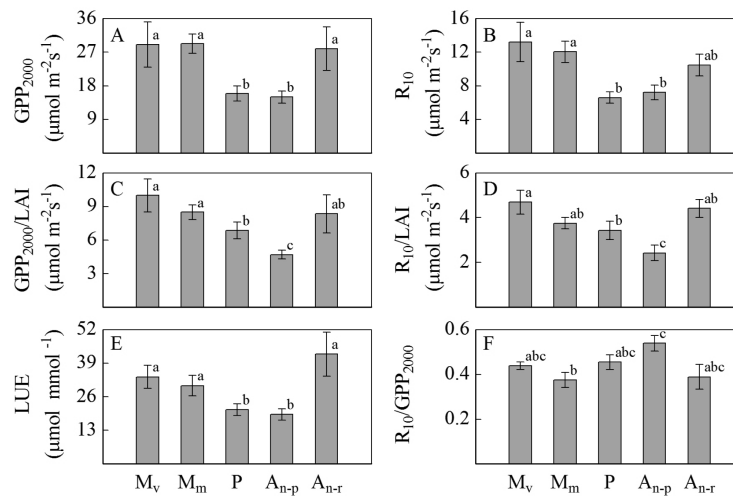 A
GPP₂₀₀₀
(μmol m⁻²s⁻¹)
36
27
18
9
a a b b a
B
R₁₀
(μmol m⁻²s⁻¹)
16
12
8
4
a a b b ab
C
GPP₂₀₀₀/LAI
(μmol m⁻²s⁻¹)
12
9
6
3
a a b c ab
D
R₁₀/LAI
(μmol m⁻²s⁻¹)
6
4
2
a ab b c ab
E
LUE
(μmol mmol ⁻¹)
52
39
26
13
a a b b a
F
R₁₀/GPP₂₀₀₀
0.6
0.4
0.2
abc b abc c abc
Mᵥ Mₘ P Aₙ₋ₚ Aₙ₋ᵣ
Mᵥ Mₘ P Aₙ₋ₚ Aₙ₋ᵣ